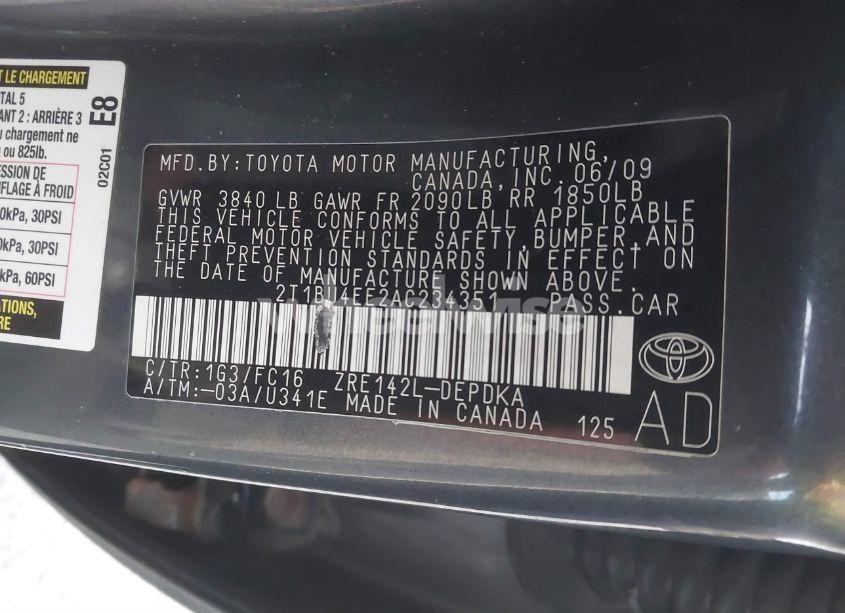 T LE CHARGEMENT
TAL 5
ANT 2 : ARRIÈRE 3
u chargement ne
a ou 825lb.
ESSION DE
NFLAGE À FROID
0kPa, 30PSI
0kPa, 30PSI
kPa, 60PSI
ATIONS,
RE
E8
02C01
MFD. BY: TOYOTA MOTOR MANUFACTURING,
CANADA, INC. 06/09
GVWR 3840 LB GAWR FR 2090LB RR 1850LB
THIS VEHICLE CONFORMS TO ALL APPLICABLE
FEDERAL MOTOR VEHICLE SAFETY, BUMPER, AND
THEFT PREVENTION STANDARDS IN EFFECT ON
THE DATE OF MANUFACTURE SHOWN ABOVE.
PASS. CAR
C/TR: 1G3/FC16 ZRE142L-DEPDKA
A/TM:-03A/U341E MADE IN CANADA 125
AD